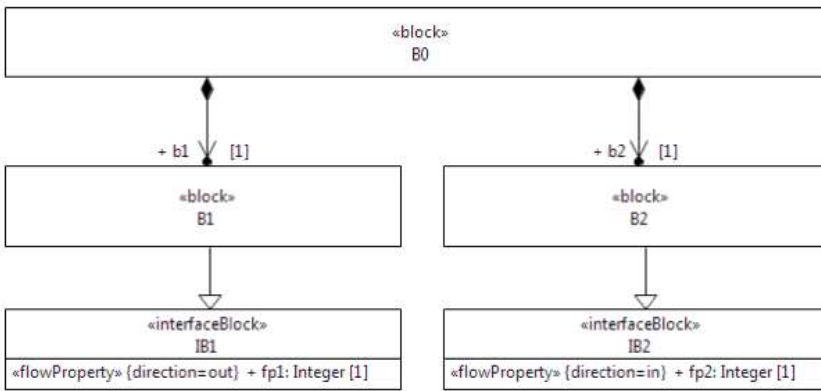 «block»
B0
+ b1 [1]
+ b2 [1]
«block»
B1
«block»
B2
«interfaceBlock»
IB1
«flowProperty» {direction=out} + fp1: Integer [1]
«interfaceBlock»
IB2
«flowProperty» {direction=in} + fp2: Integer [1]